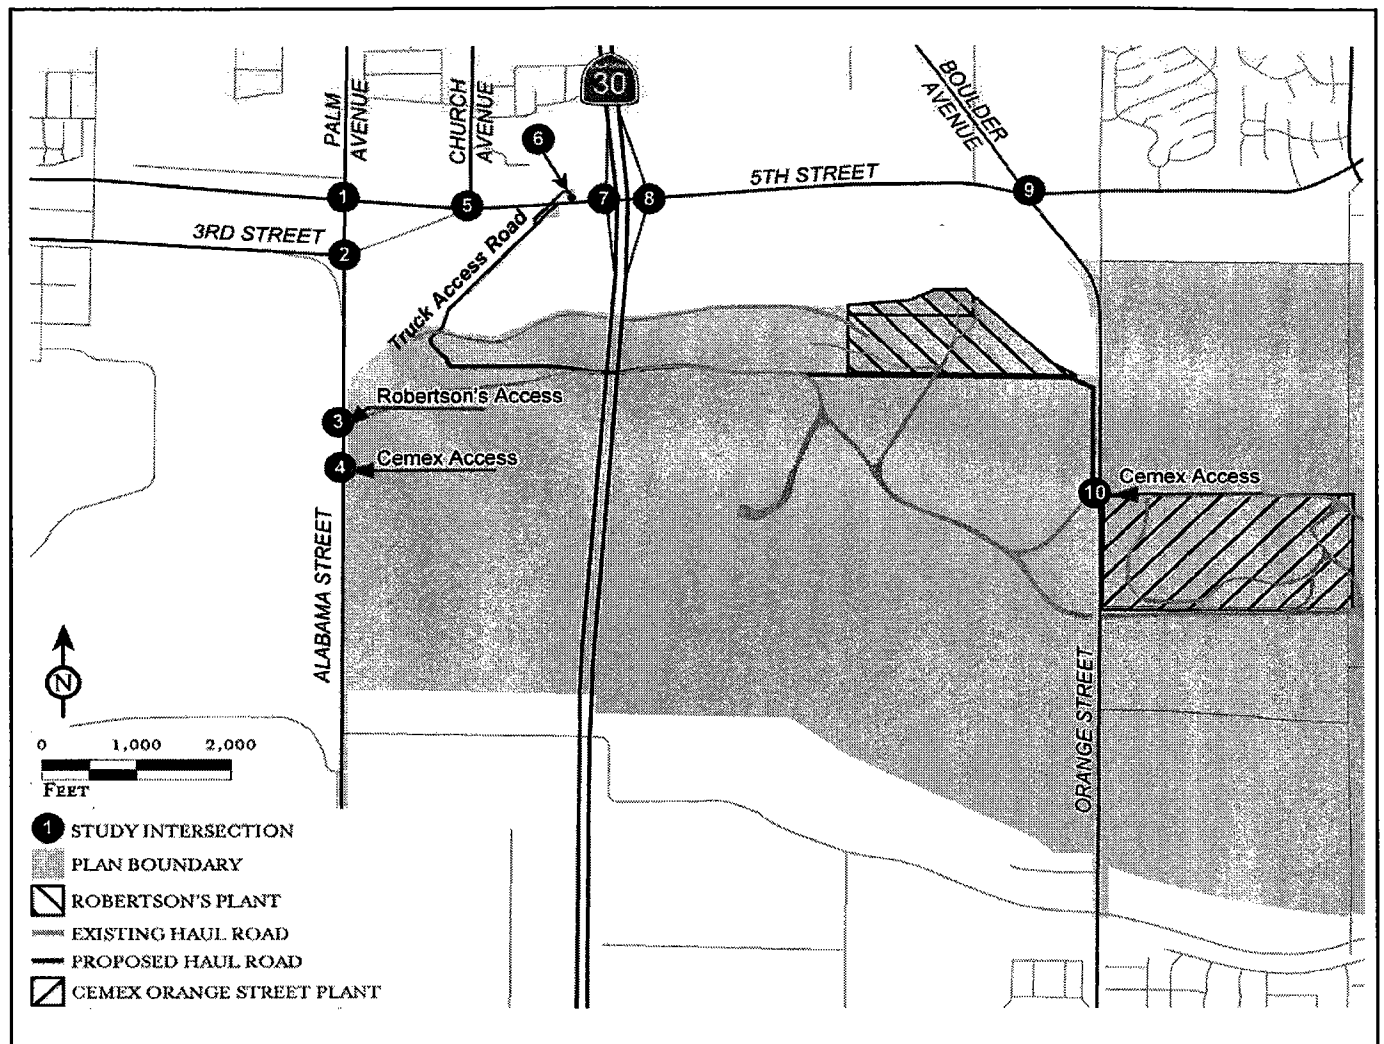 30
PALM
AVENUE
CHURCH
AVENUE
BOULDER
AVENUE
6
5TH STREET
1
5
7
8
9
3RD STREET
2
Truck Access Road
Robertson's Access
3
Cemex Access
4
10
Cemex Access
ALABAMA STREET
ORANGE STREET
N
0 1,000 2,000
FEET
1 STUDY INTERSECTION
PLAN BOUNDARY
ROBERTSON'S PLANT
EXISTING HAUL ROAD
PROPOSED HAUL ROAD
CEMEX ORANGE STREET PLANT